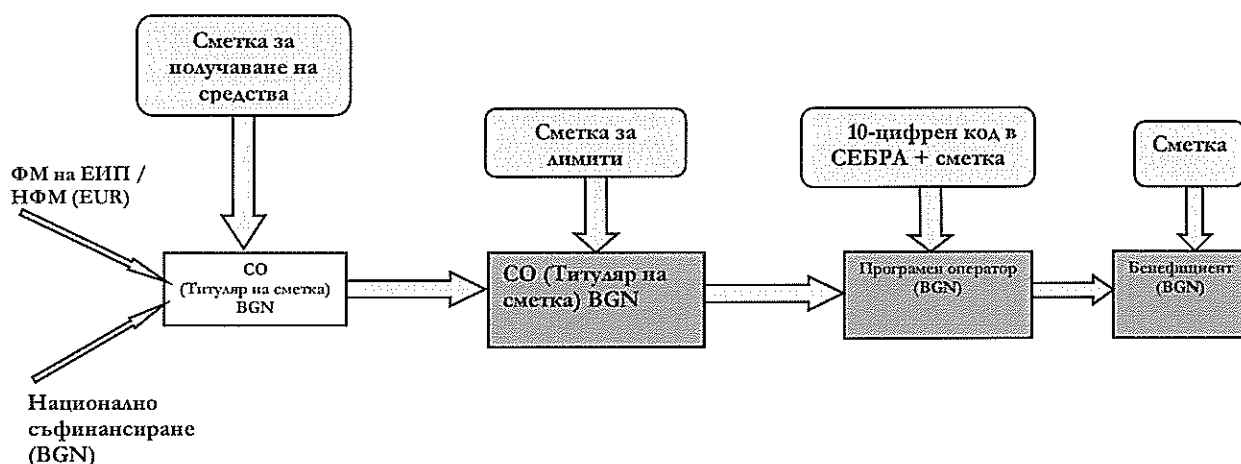 Сметка за
получаване на
средства
Сметка за
лимити
10-цифрен код в
СЕБРА + сметка
Сметка
ФМ на ЕИП /
НФМ (EUR)
СО
(Титуляр на сметка)
BGN
СО (Титуляр на
сметка) BGN
Програмен оператор
(BGN)
Бенефициент
(BGN)
Национално
съфинансиране
(BGN)